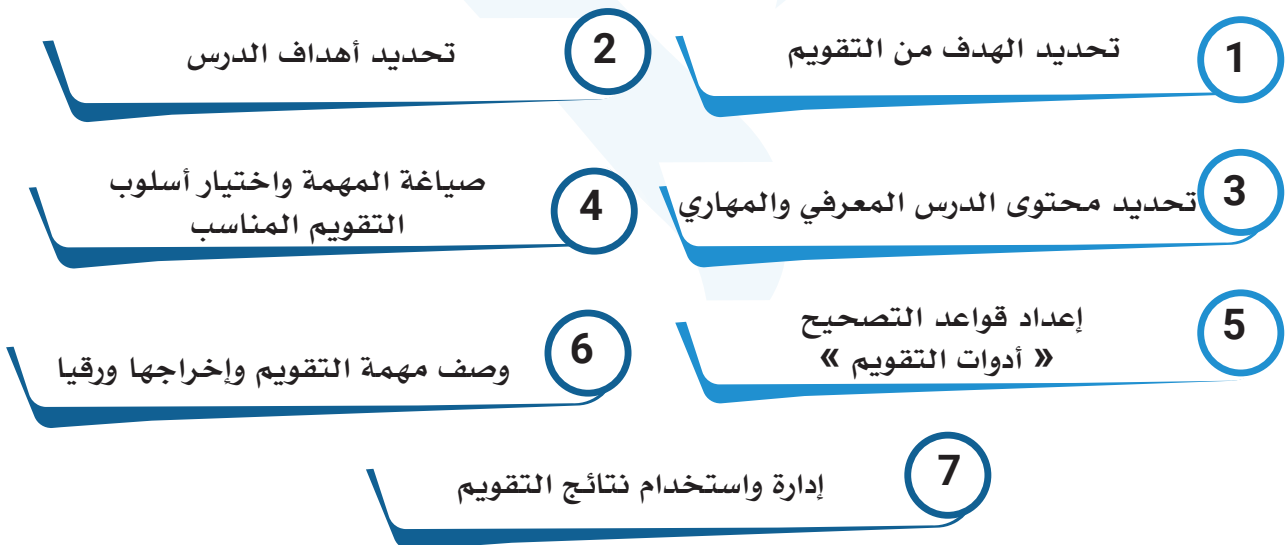 1
تحديد الهدف من التقويم
2
تحديد أهداف الدرس
3
تحديد محتوى الدرس المعرفي والمهاري
4
صياغة المهمة واختيار أسلوب
التقويم المناسب
5
إعداد قواعد التصحيح
« أدوات التقويم »
6
وصف مهمة التقويم وإخراجها ورقيا
7
إدارة واستخدام نتائج التقويم